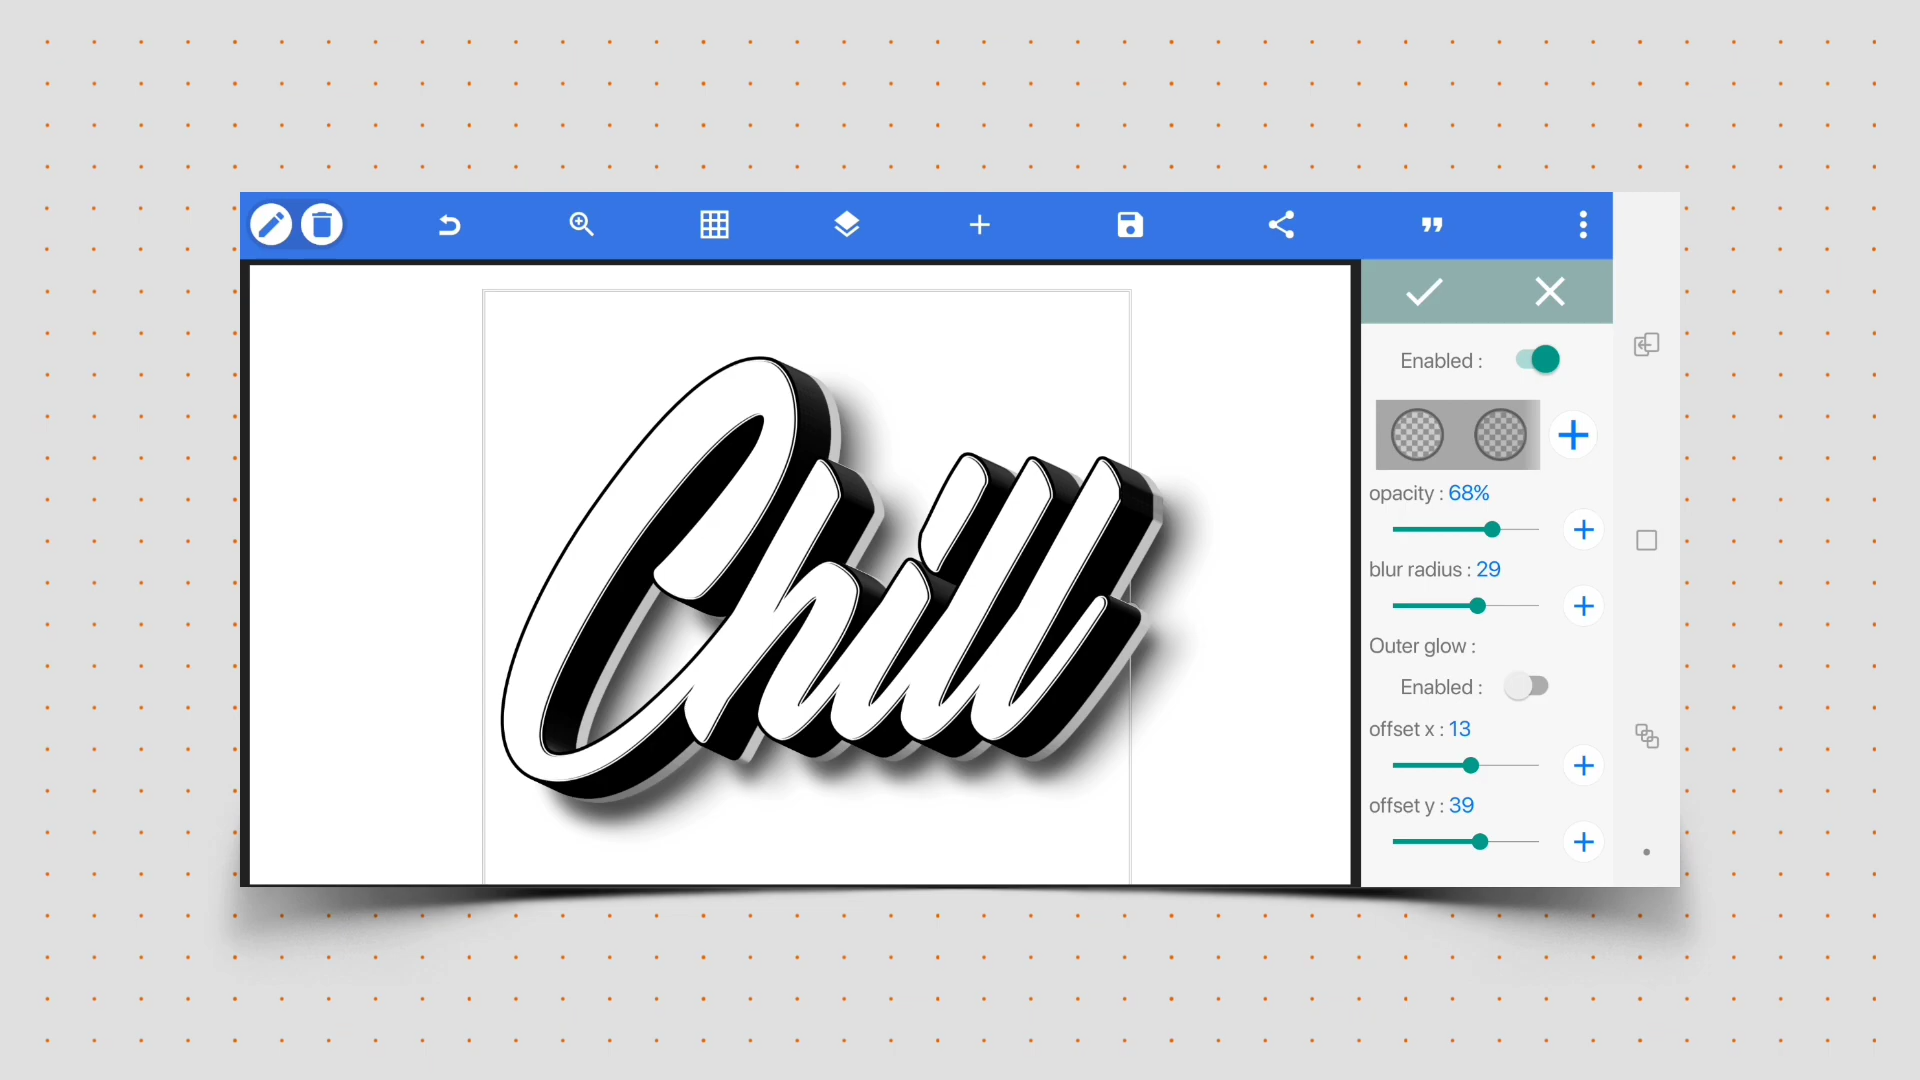 Chill
Enabled :
opacity : 68%
blur radius : 29
Outer glow :
Enabled :
offset x : 13
offset y : 39